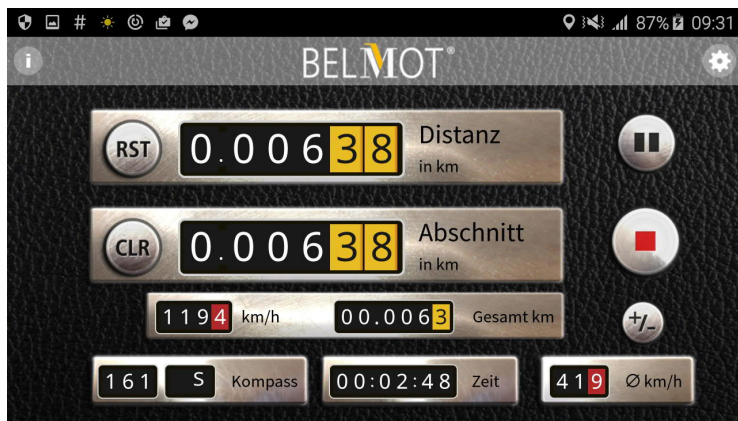 # 87% 09:31
i BELMOT®
RST 0.00638 Distanz
in km
CLR 0.00638 Abschnitt
in km
1194 km/h 00.0063 Gesamt km +/-
161 S Kompass 00:02:48 Zeit 419 Ø km/h